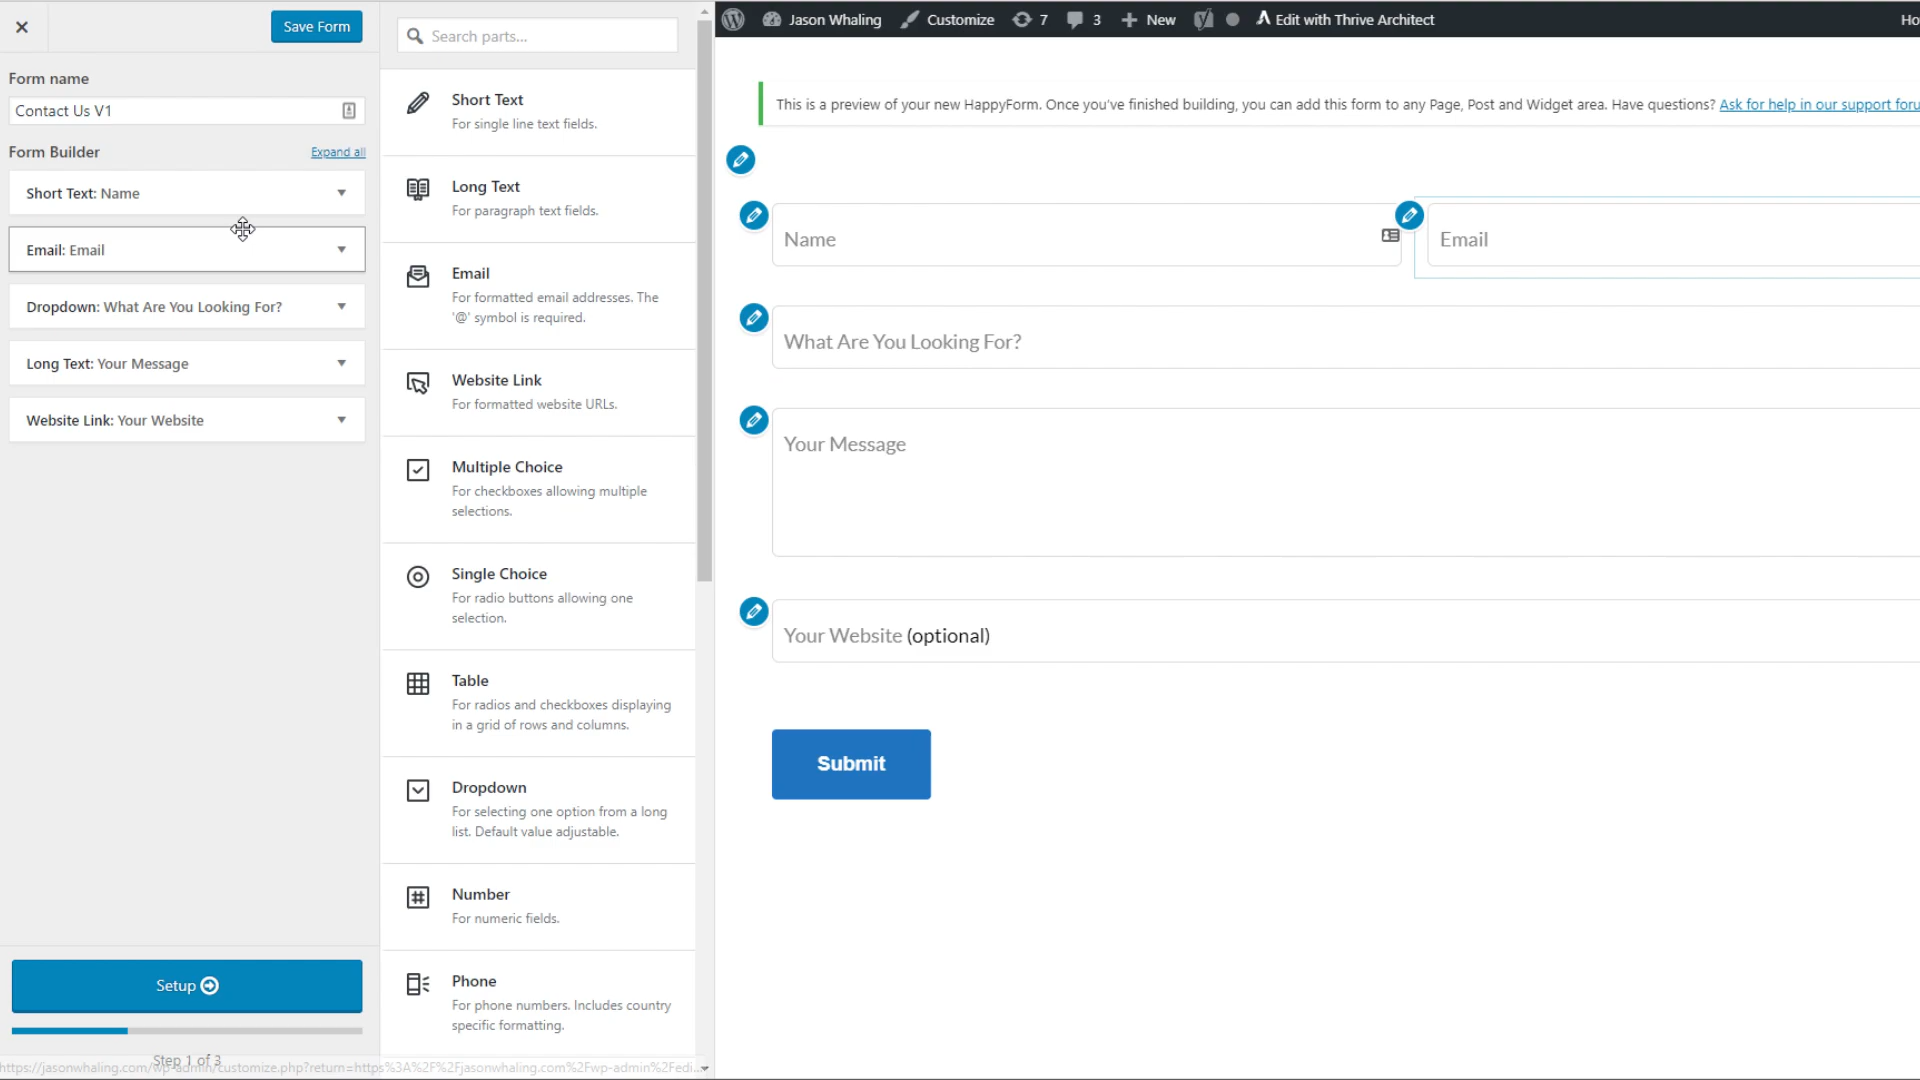 Save Form
Form name
Contact Us V1
Form Builder
Expand all
Short Text: Name
Email: Email
Dropdown: What Are You Looking For?
Long Text: Your Message
Website Link: Your Website
Setup
Step 1 of 3
https://jasonwhaling.com/wp-admin/customize.php?return=https%3A%2F%2Fjasonwhaling.com%2Fwp-admin%2Fedi...
Search parts...
Short Text
For single line text fields.
Long Text
For paragraph text fields.
Email
For formatted email addresses. The
'@' symbol is required.
Website Link
For formatted website URLs.
Multiple Choice
For checkboxes allowing multiple
selections.
Single Choice
For radio buttons allowing one
selection.
Table
For radios and checkboxes displaying
in a grid of rows and columns.
Dropdown
For selecting one option from a long
list. Default value adjustable.
Number
For numeric fields.
Phone
For phone numbers. Includes country
specific formatting.
Jason Whaling Customize 7 3 New Edit with Thrive Architect Ho
This is a preview of your new HappyForm. Once you've finished building, you can add this form to any Page, Post and Widget area. Have questions? Ask for help in our support foru
Name
Email
What Are You Looking For?
Your Message
Your Website (optional)
Submit